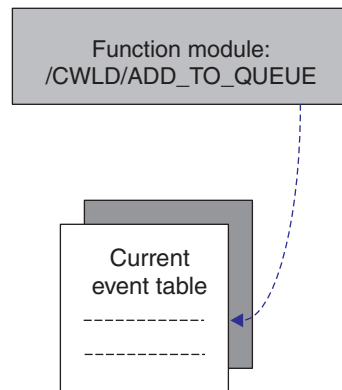 Function module:
/CWLD/ADD_TO_QUEUE
Current
event table